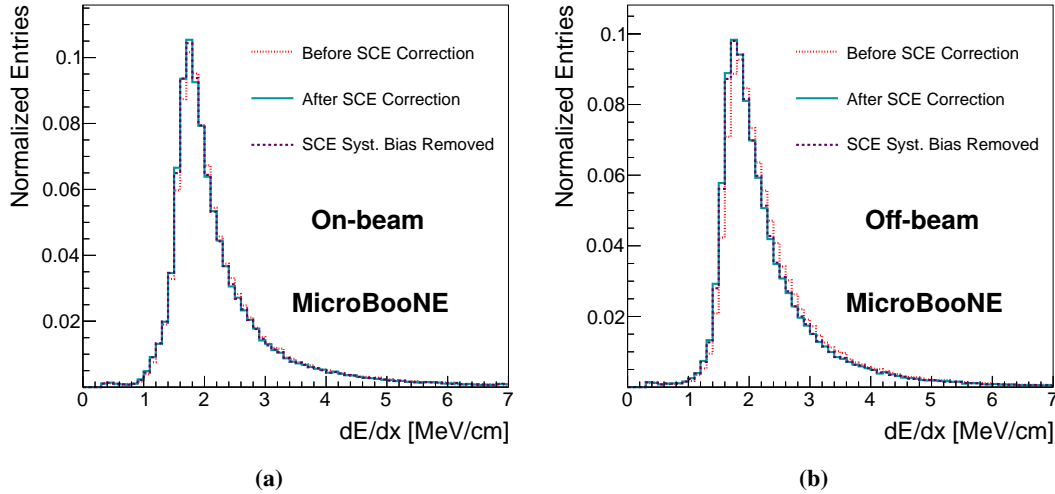 Normalized Entries
0.1
0.08
0.06
0.04
0.02
Before SCE Correction
After SCE Correction
SCE Syst. Bias Removed
On-beam
MicroBooNE
0 1 2 3 4 5 6 7
dE/dx [MeV/cm]
(a)
Normalized Entries
0.1
0.08
0.06
0.04
0.02
Before SCE Correction
After SCE Correction
SCE Syst. Bias Removed
Off-beam
MicroBooNE
0 1 2 3 4 5 6 7
dE/dx [MeV/cm]
(b)